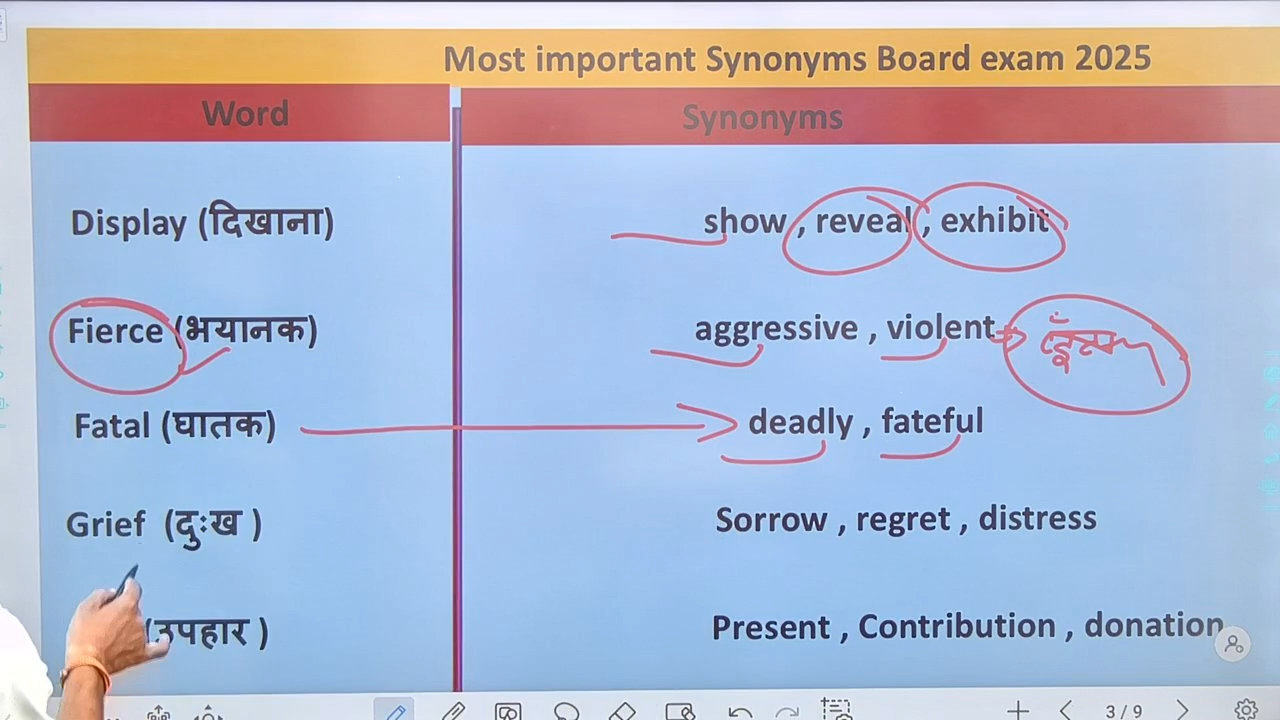 Most important Synonyms Board exam 2025
Word Synonyms
Display (दिखाना) show , reveal , exhibit
Fierce (भयानक) aggressive , violent
Fatal (घातक) deadly , fateful
Grief (दुःख ) Sorrow , regret , distress
(उपहार ) Present , Contribution , donation
3 / 9